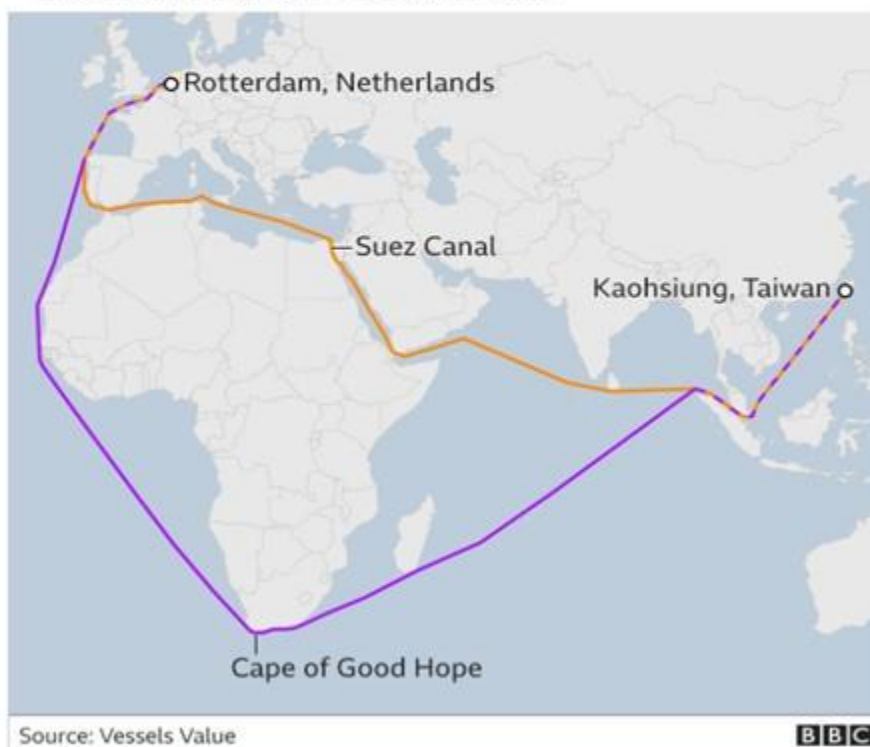 Rotterdam, Netherlands
Suez Canal
Kaohsiung, Taiwan
Cape of Good Hope
Source: Vessels Value
BBC